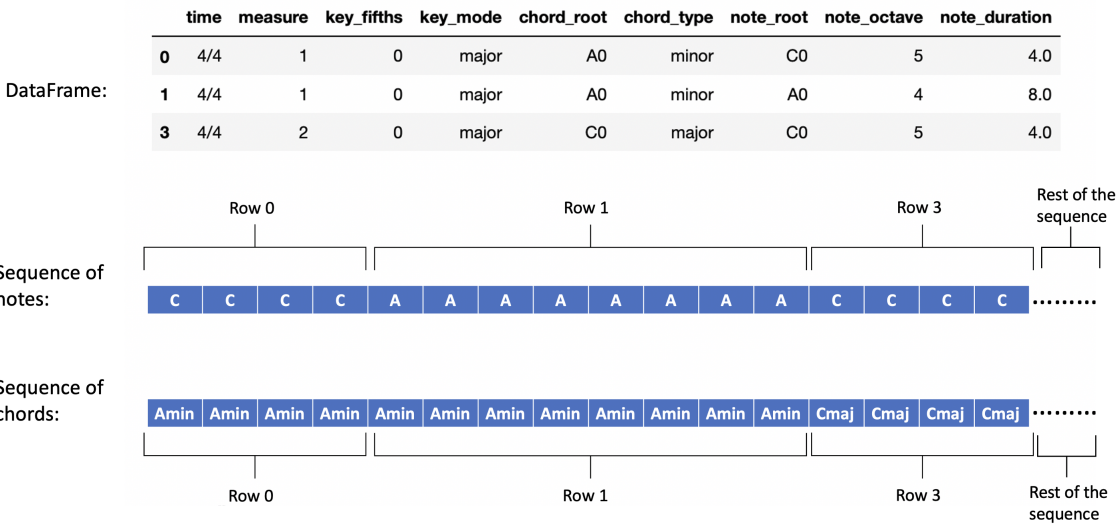 time measure key_fifths key_mode chord_root chord_type note_root note_octave note_duration
0 4/4 1 0 major A0 minor C0 5 4.0
DataFrame:
1 4/4 1 0 major A0 minor A0 4 8.0
3 4/4 2 0 major C0 major C0 5 4.0
Row 0 Row 1 Row 3 Rest of the
sequence
Sequence of
notes:
C C C C A A A A A A A A C C C C ·········
Sequence of
chords:
Amin Amin Amin Amin Amin Amin Amin Amin Amin Amin Amin Amin Cmaj Cmaj Cmaj Cmaj ·········
Row 0 Row 1 Row 3 Rest of the
sequence